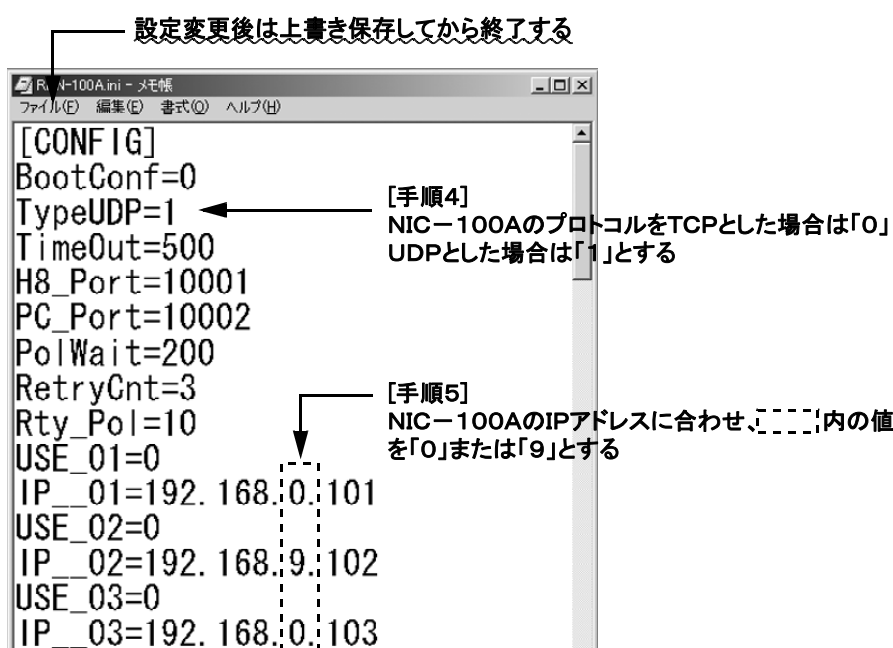 設定変更後は上書き保存してから終了する
ファイル(F) 編集(E) 書式(O) ヘルプ(H)
[CONFIG]
BootConf=0
TypeUDP=1
TimeOut=500
H8_Port=10001
PC_Port=10002
PolWait=200
RetryCnt=3
Rty_Pol=10
USE_01=0
IP__01=192.168.0.101
USE_02=0
IP__02=192.168.9.102
USE_03=0
IP__03=192.168.0.103
[手順4]
NIC－100AのプロトコルをTCPとした場合は「0」
UDPとした場合は「1」とする
[手順5]
NIC－100AのIPアドレスに合わせ、内の値
を「0」または「9」とする